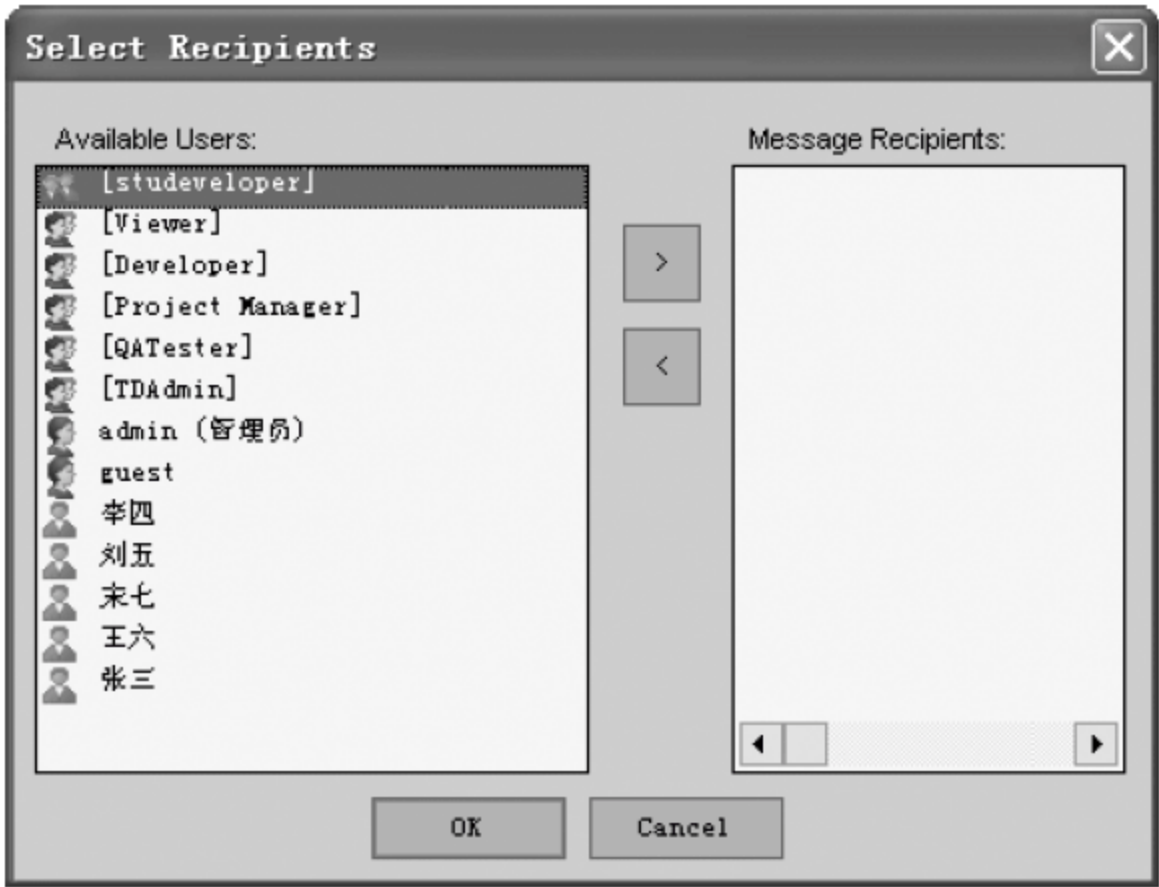 Select Recipients
Available Users:
[studeveloper]
[Viewer]
[Developer]
[Project Manager]
[QATester]
[TDAdmin]
admin (管理员)
guest
李四
刘五
宋七
王六
张三
>
<
Message Recipients:
OK
Cancel